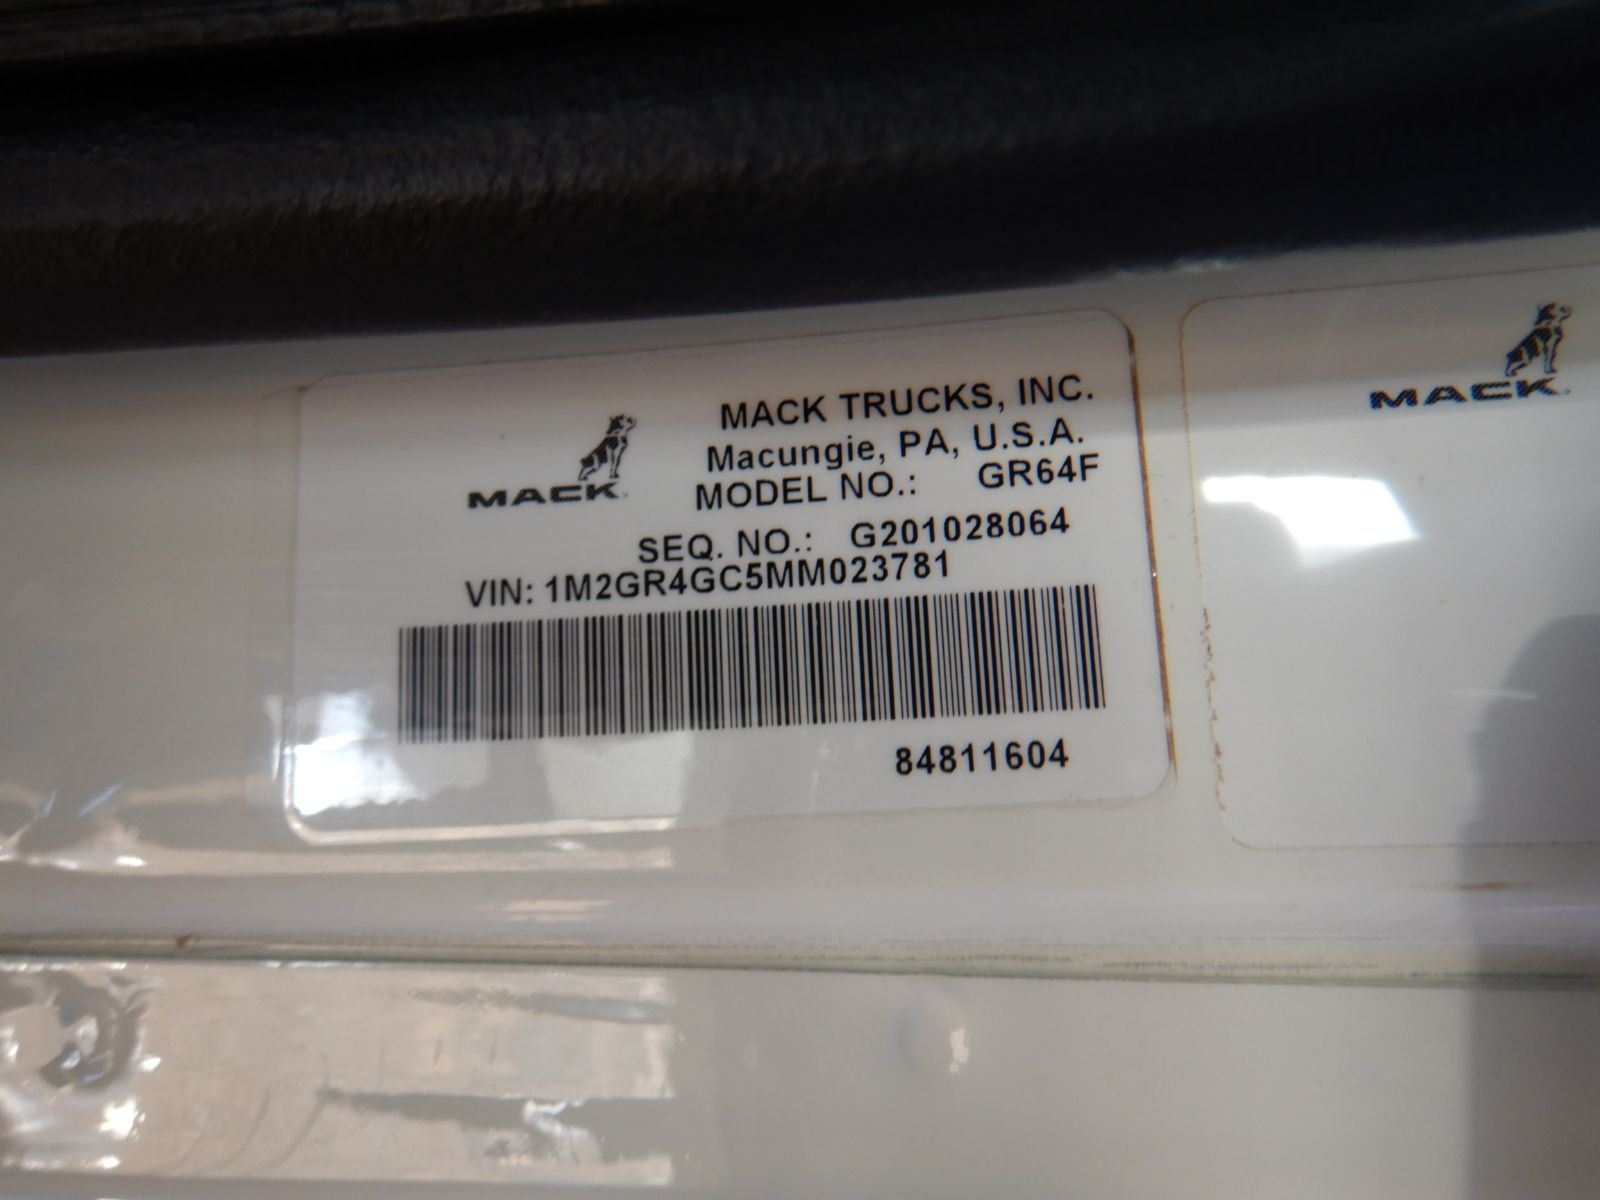 MACK TRUCKS, INC.
Macungie, PA, U.S.A.
MACK
MODEL NO.: GR64F
SEQ. NO.: G201028064
VIN: 1M2GR4GC5MM023781
84811604
MACK